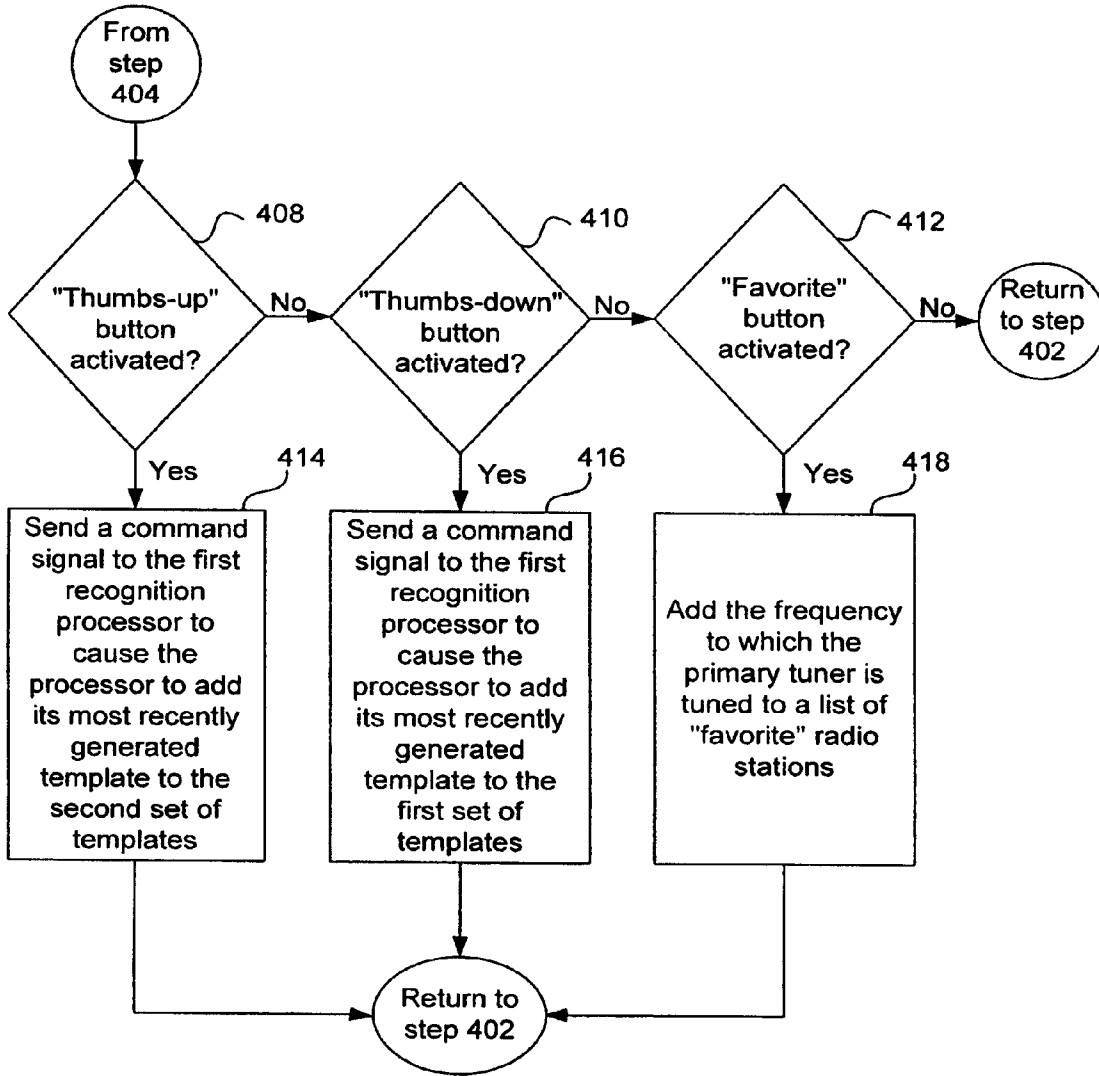 From
step
404
408
"Thumbs-up"
button
activated?
No
410
"Thumbs-down"
button
activated?
No
412
"Favorite"
button
activated?
No
Return
to step
402
Yes
414
Send a command
signal to the first
recognition
processor to
cause the
processor to add
its most recently
generated
template to the
second set of
templates
Yes
416
Send a command
signal to the first
recognition
processor to
cause the
processor to add
its most recently
generated
template to the
first set of
templates
Yes
418
Add the frequency
to which the
primary tuner is
tuned to a list of
"favorite" radio
stations
Return to
step 402